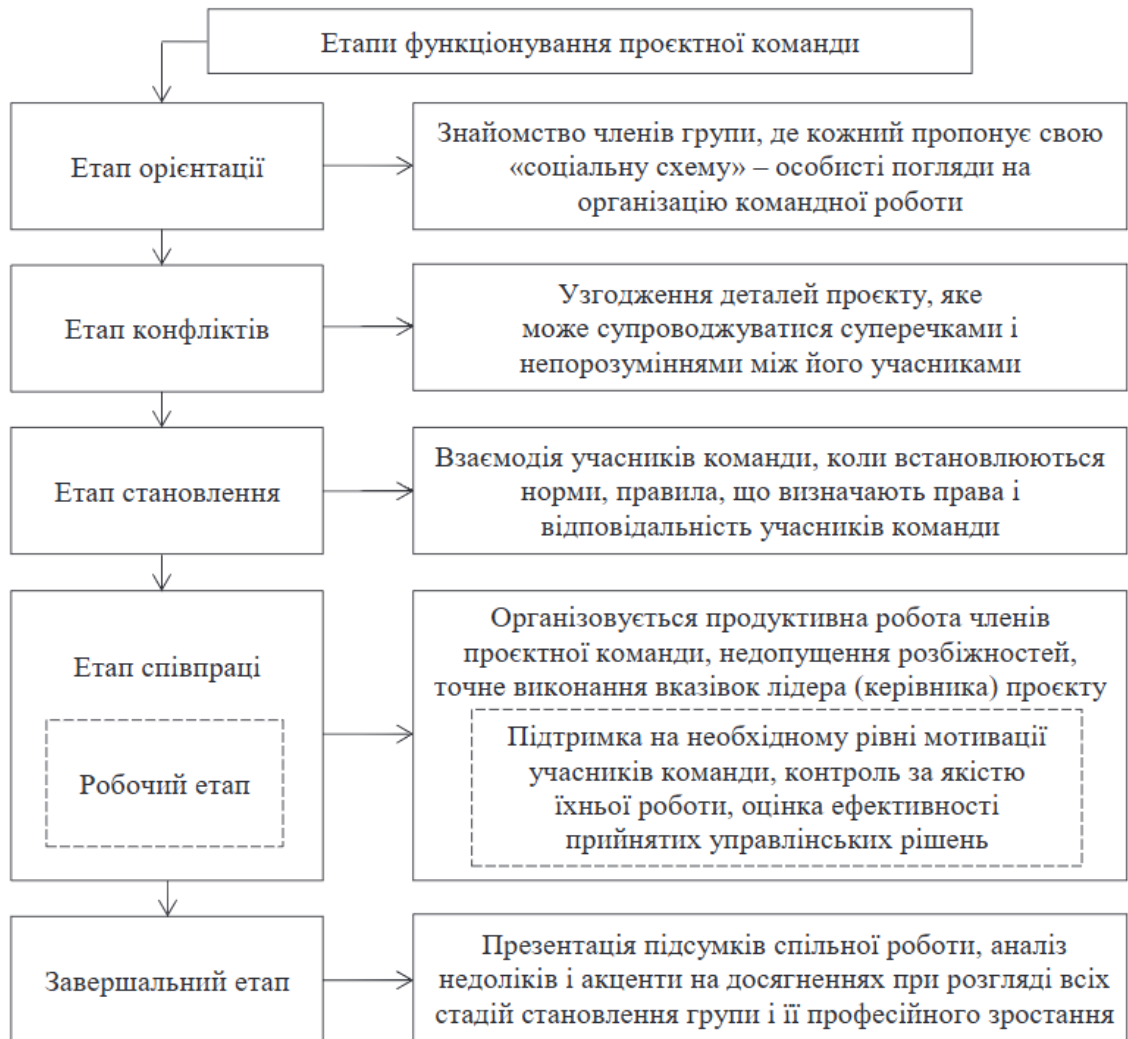 Етапи функціонування проєктної команди
Етап орієнтації
Знайомство членів групи, де кожний пропонує свою
«соціальну схему» – особисті погляди на
організацію командної роботи
Етап конфліктів
Узгодження деталей проєкту, яке
може супроводжуватися суперечками і
непорозуміннями між його учасниками
Етап становлення
Взаємодія учасників команди, коли встановлюються
норми, правила, що визначають права і
відповідальність учасників команди
Етап співпраці
Робочий етап
Організовується продуктивна робота членів
проєктної команди, недопущення розбіжностей,
точне виконання вказівок лідера (керівника) проєкту
Підтримка на необхідному рівні мотивації
учасників команди, контроль за якістю
їхньої роботи, оцінка ефективності
прийнятих управлінських рішень
Завершальний етап
Презентація підсумків спільної роботи, аналіз
недоліків і акценти на досягненнях при розгляді всіх
стадій становлення групи і її професійного зростання